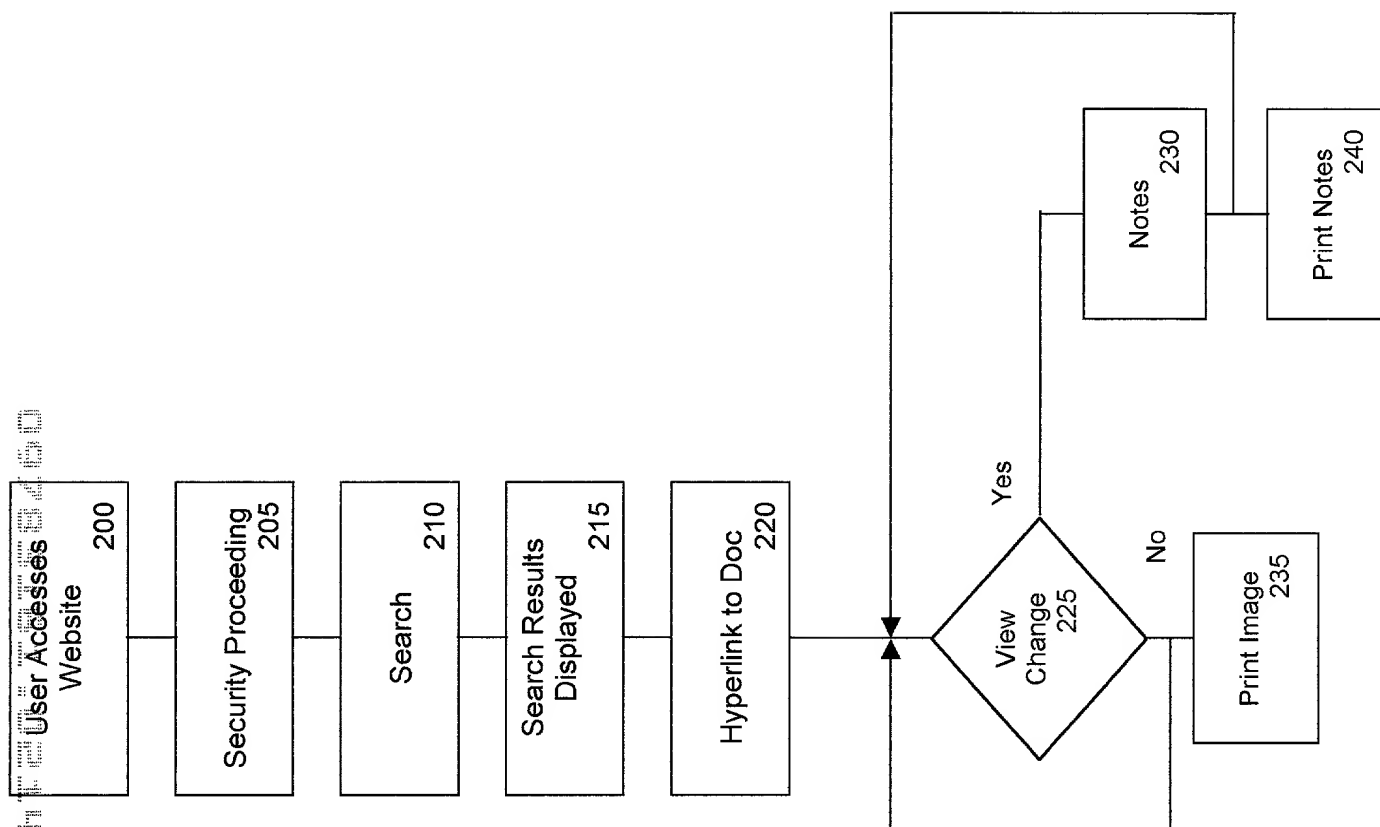 User Accesses
Website
200
Security Proceeding
205
Search
210
Search Results
Displayed
215
Hyperlink to Doc
220
View
Change
225
Yes
No
Notes
230
Print Image
235
Print Notes
240